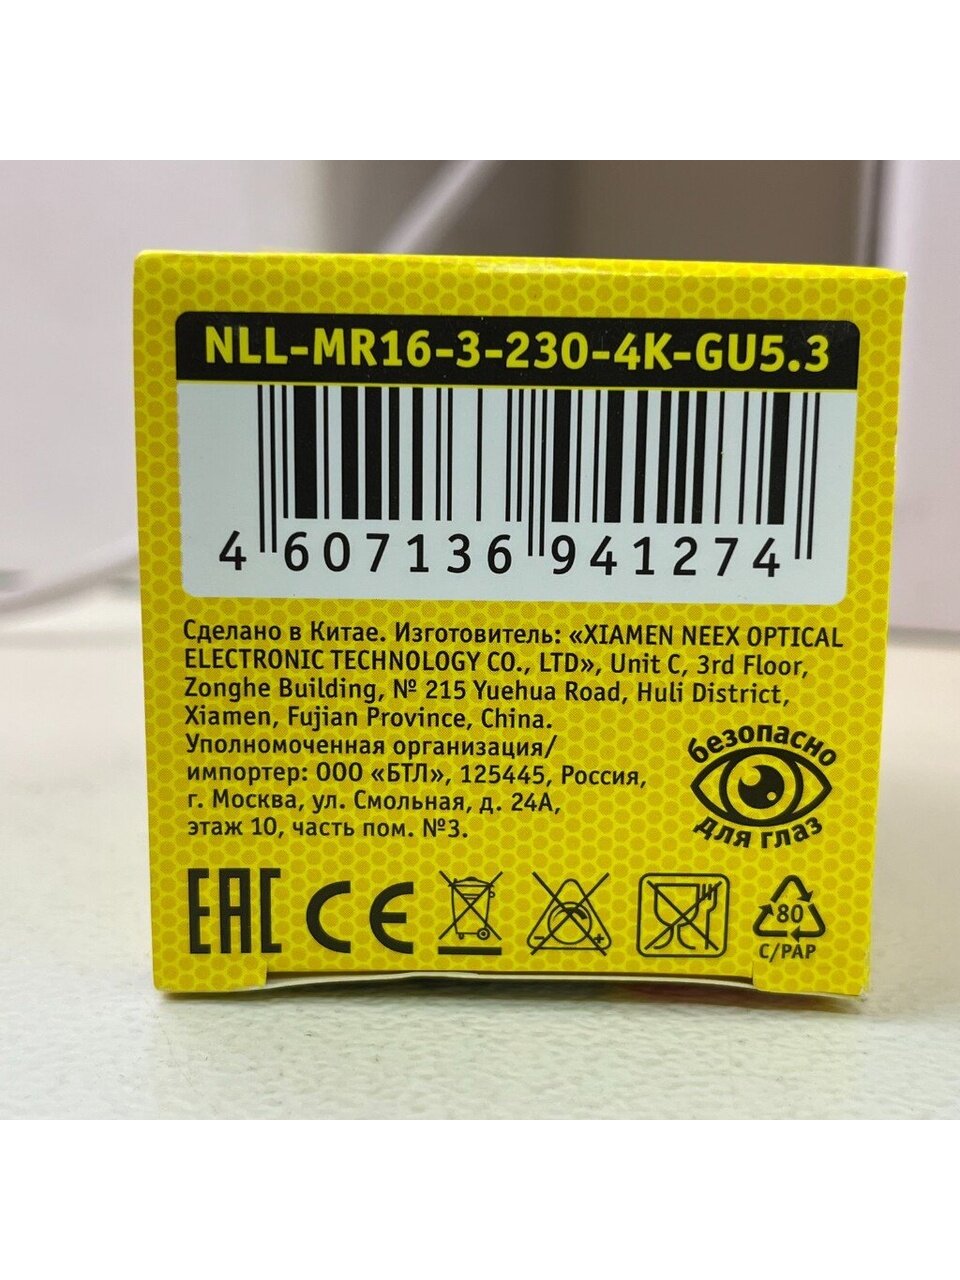 NLL-MR16-3-230-4K-GU5.3
4 607136 941274
Сделано в Китае. Изготовитель: «XIAMEN NEEX OPTICAL
ELECTRONIC TECHNOLOGY CO., LTD», Unit C, 3rd Floor,
Zonghe Building, № 215 Yuehua Road, Huli District,
Xiamen, Fujian Province, China.
Уполномоченная организация/
импортер: ООО «БТЛ», 125445, Россия,
г. Москва, ул. Смольная, д. 24А,
этаж 10, часть пом. №3.
безопасно
для глаз
EAC CE
80
C/PAP